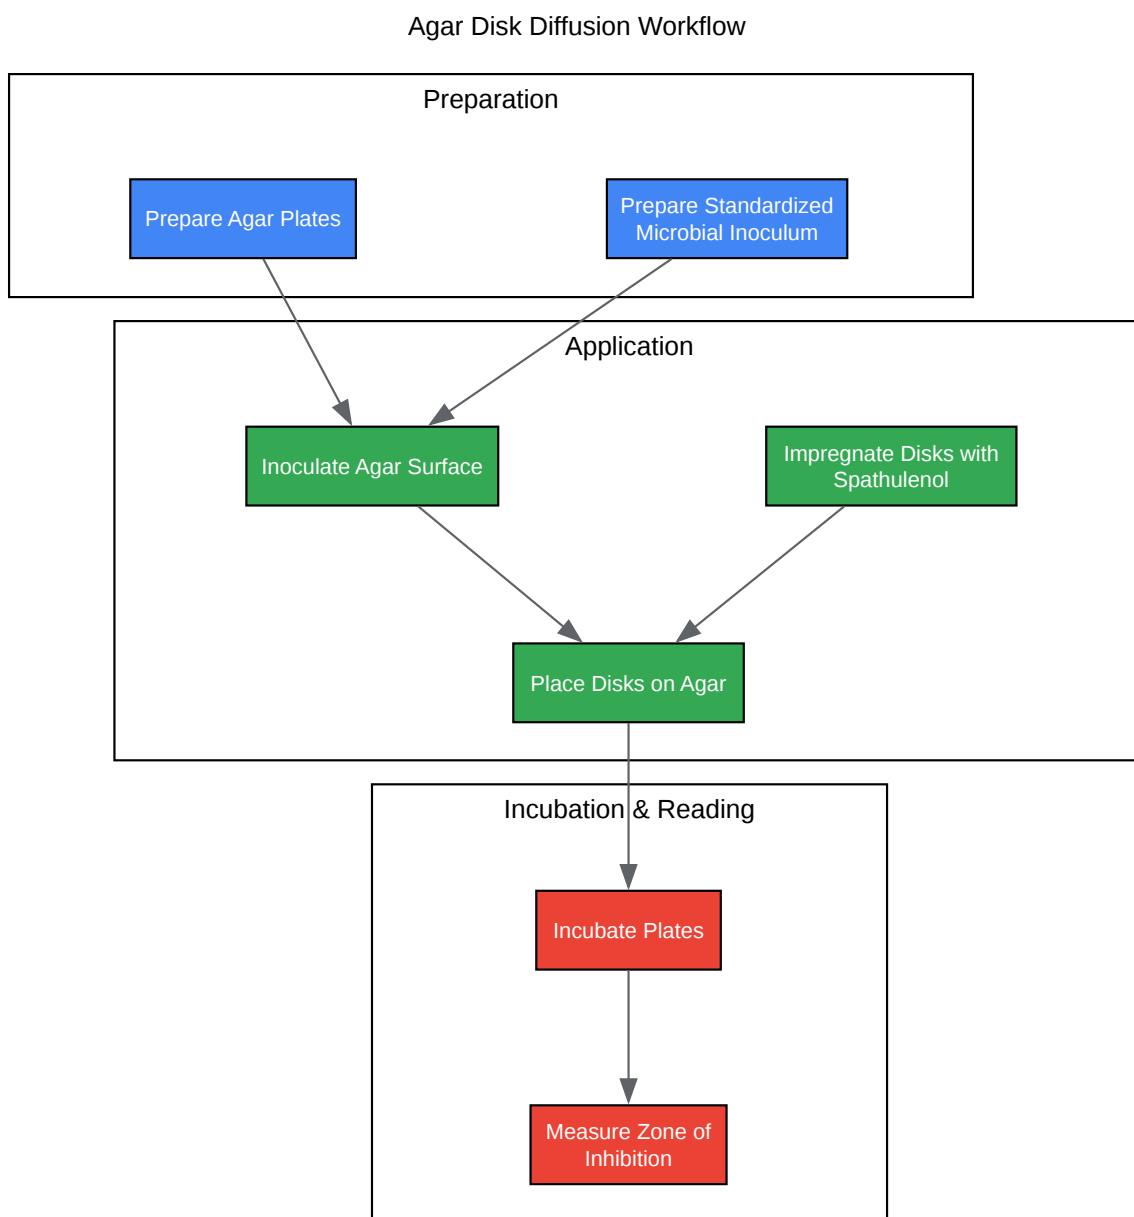 Agar Disk Diffusion Workflow
Preparation
Prepare Agar Plates
Prepare Standardized
Microbial Inoculum
Application
Inoculate Agar Surface
Impregnate Disks with
Spathulenol
Place Disks on Agar
Incubation & Reading
Incubate Plates
Measure Zone of
Inhibition